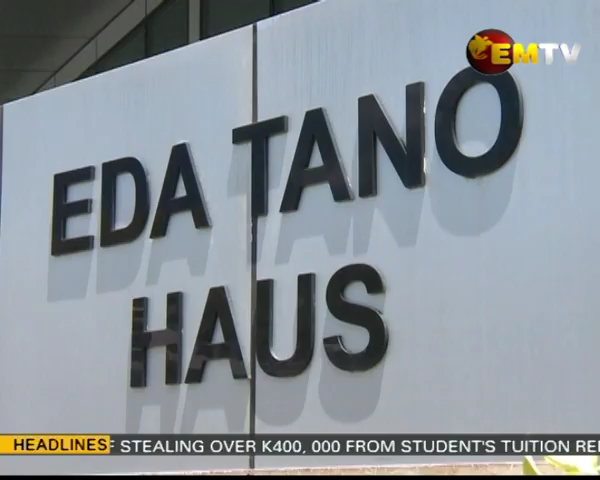 EMTV
EDA TANO
HAUS
HEADLINES
STEALING OVER K400, 000 FROM STUDENT'S TUITION